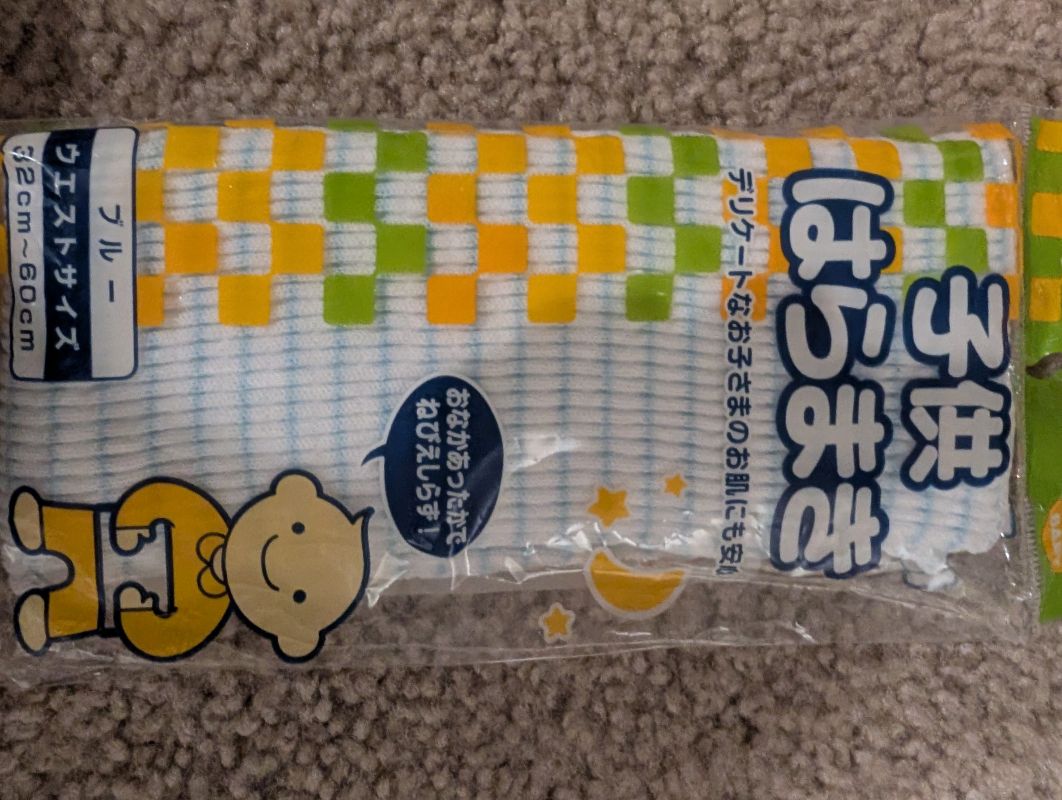 子供
はらまき
デリケートなお子さまのお肌にも安心
おなかあったかで
ねびえしらず!
ブルー
ウエストサイズ
32cm~60cm